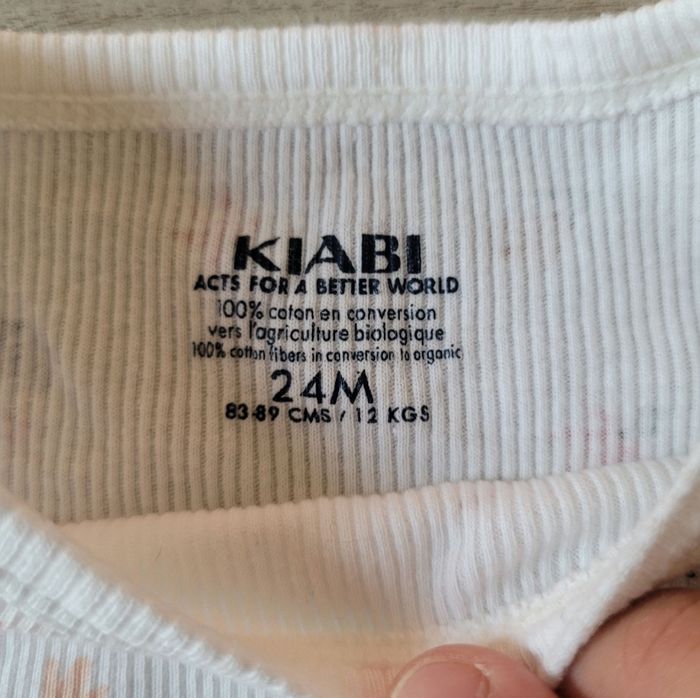 KIABI
ACTS FOR A BETTER WORLD
100% coton en conversion
vers l'agriculture biologique
100% cotton fibers in conversion to organic
24M
83-89 CMS / 12 KGS